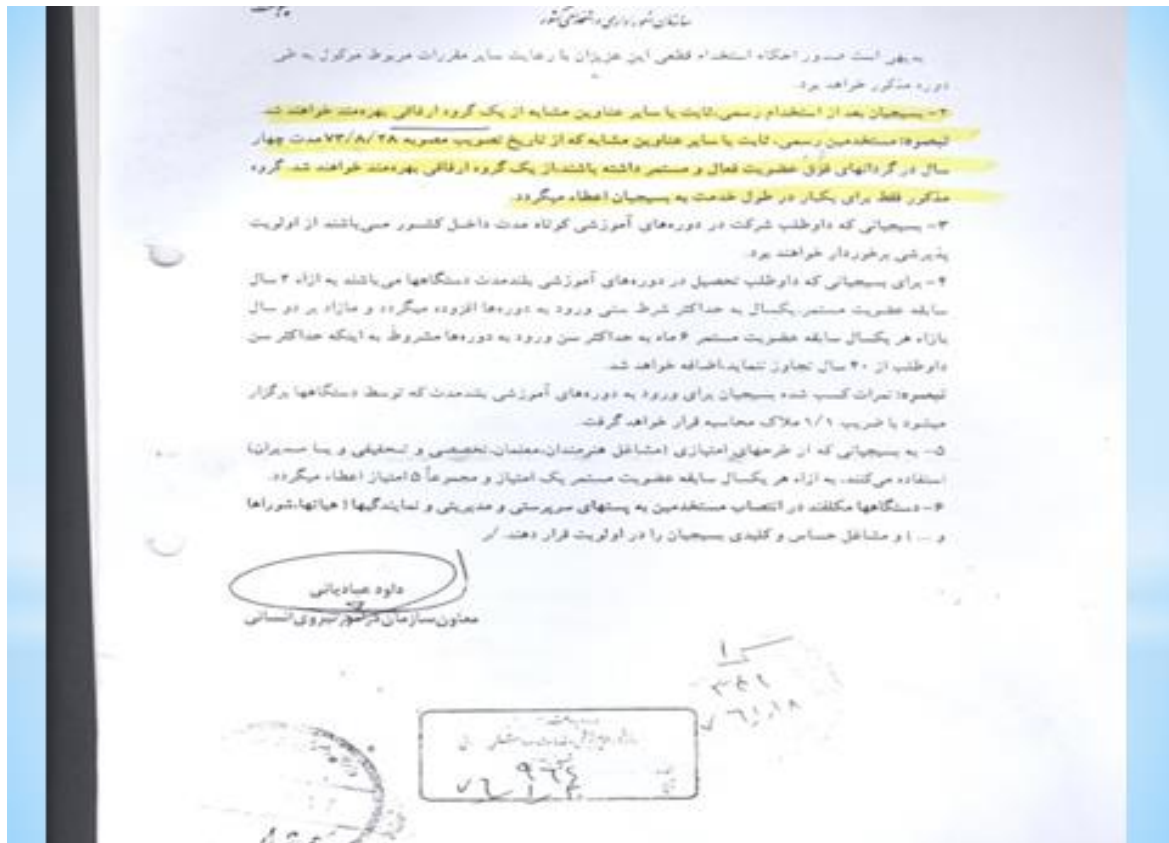 سازمان امور اداری و استخدامی کشور
بدیهی است صدور احکام استخدام قطعی این عزیزان با رعایت سایر مقررات مربوط موکول به طی
دوره مذکور خواهد بود.
۲- بسیجیان بعد از استخدام رسمی، ثابت یا سایر عناوین مشابه از یک گروه ارفاقی بهره‌مند خواهند شد.
تبصره: مستخدمین رسمی، ثابت یا سایر عناوین مشابه که از تاریخ تصویب مصوبه ۷۳/۸/۲۸ مدت چهار
سال در گردانهای فوق عضویت فعال و مستمر داشته باشند، از یک گروه ارفاقی بهره‌مند خواهند شد. گروه
مذکور فقط برای یکبار در طول خدمت به بسیجیان اعطاء میگردد.
۳- بسیجیانی که داوطلب شرکت در دوره‌های آموزشی کوتاه مدت داخل کشور می‌باشند از اولویت
پذیرشی برخوردار خواهند بود.
۴- برای بسیجیانی که داوطلب تحصیل در دوره‌های آموزشی بلندمدت دستگاهها می‌باشند به ازاء ۲ سال
سابقه عضویت مستمر، یکسال به حداکثر شرط سنی ورود به دوره‌ها افزوده میگردد و مازاد بر دو سال
بازاء هر یکسال سابقه عضویت مستمر ۶ ماه به حداکثر سن ورود به دوره‌ها مشروط به اینکه حداکثر سن
داوطلب از ۴۰ سال تجاوز ننماید، اضافه خواهد شد.
تبصره: نمرات کسب شده بسیجیان برای ورود به دوره‌های آموزشی بلندمدت که توسط دستگاهها برگزار
میشود با ضریب ۱/۱ ملاک محاسبه قرار خواهد گرفت.
۵- به بسیجیانی که از طرحهای امتیازی (مشاغل هنرمندان، معلمان، تخصصی و تحقیقی و یا مدیران)
استفاده می‌کنند، به ازاء هر یکسال سابقه عضویت مستمر یک امتیاز و مجموعاً ۵ امتیاز اعطاء میگردد.
۶- دستگاهها مکلفند در انتصاب مستخدمین به پستهای سرپرستی و مدیریتی و نمایندگیها (هیاتها، شوراها
و ...) و مشاغل حساس و کلیدی بسیجیان را در اولویت قرار دهند. /ر
داود عبادیانی
معاون سازمان در امور نیروی انسانی